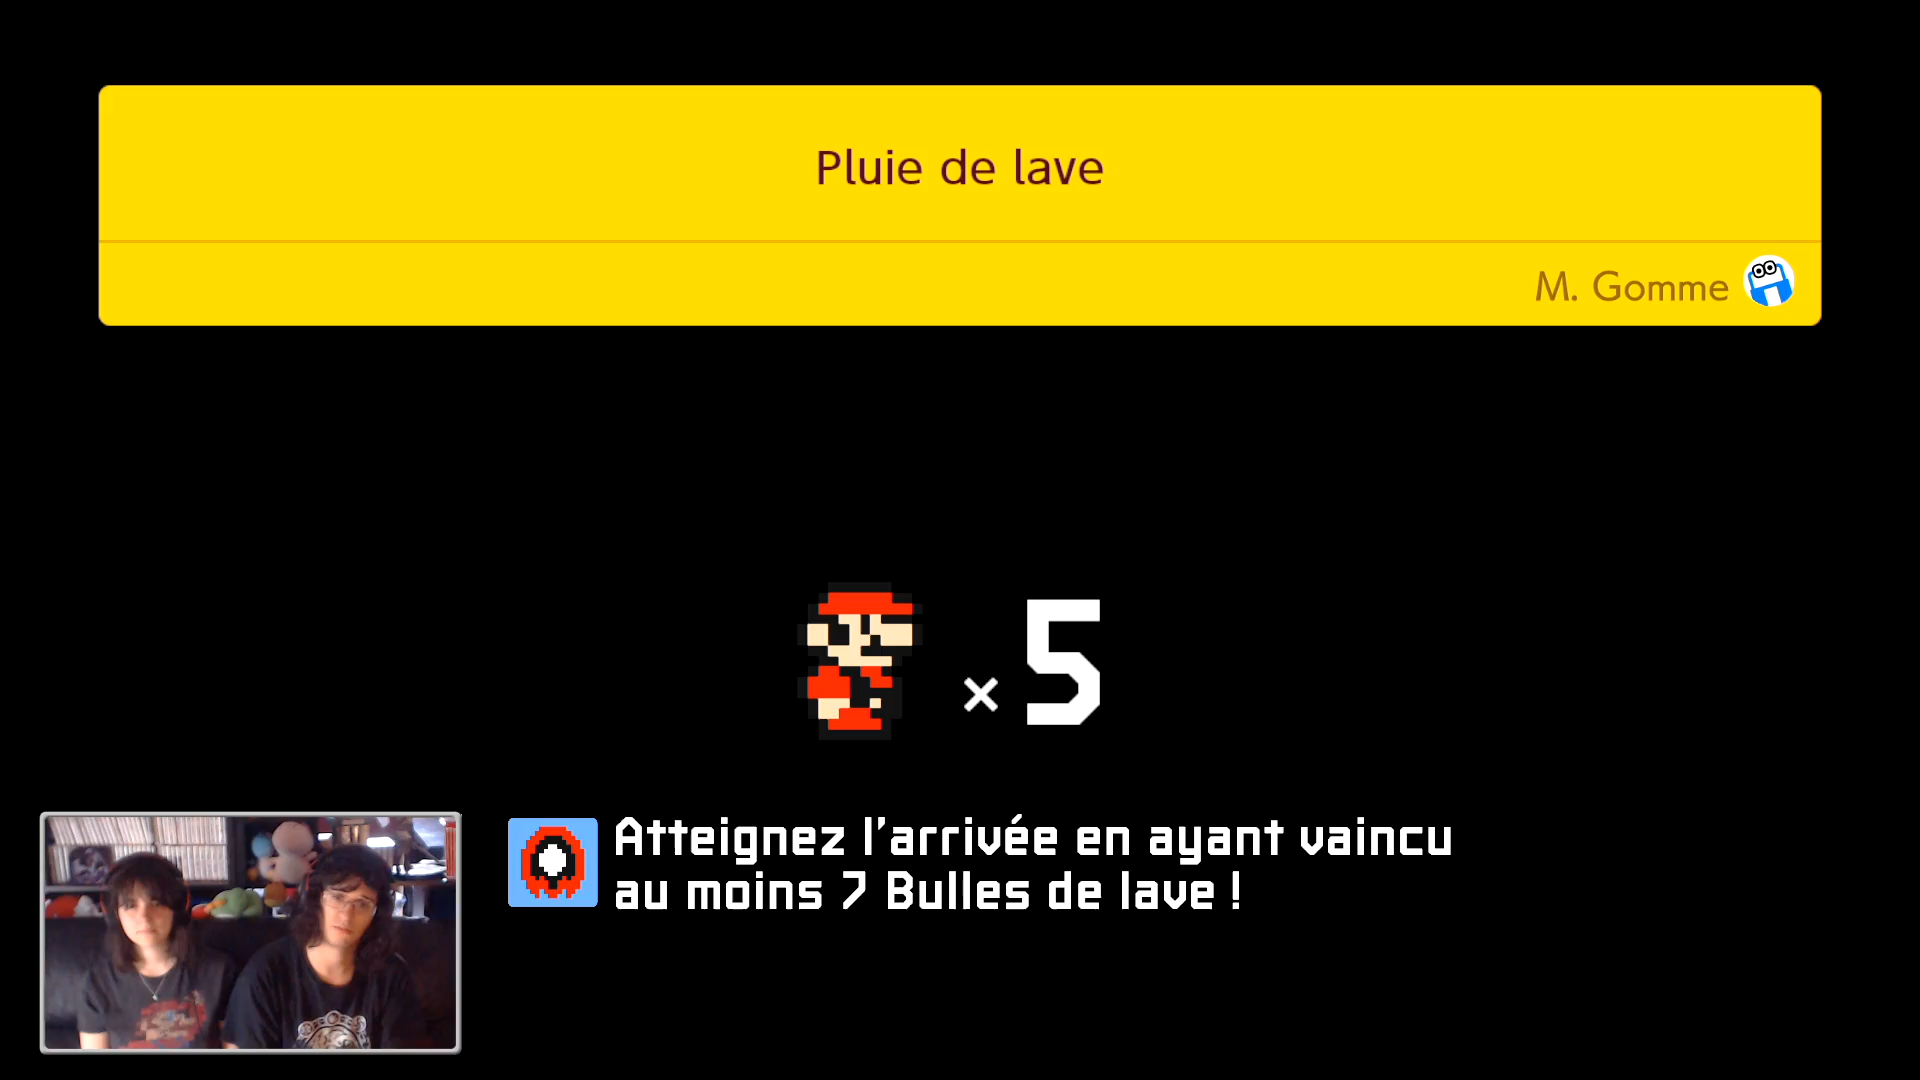 Pluie de lave
M. Gomme
× 5
Atteignez l'arrivée en ayant vaincu
au moins 7 Bulles de lave !